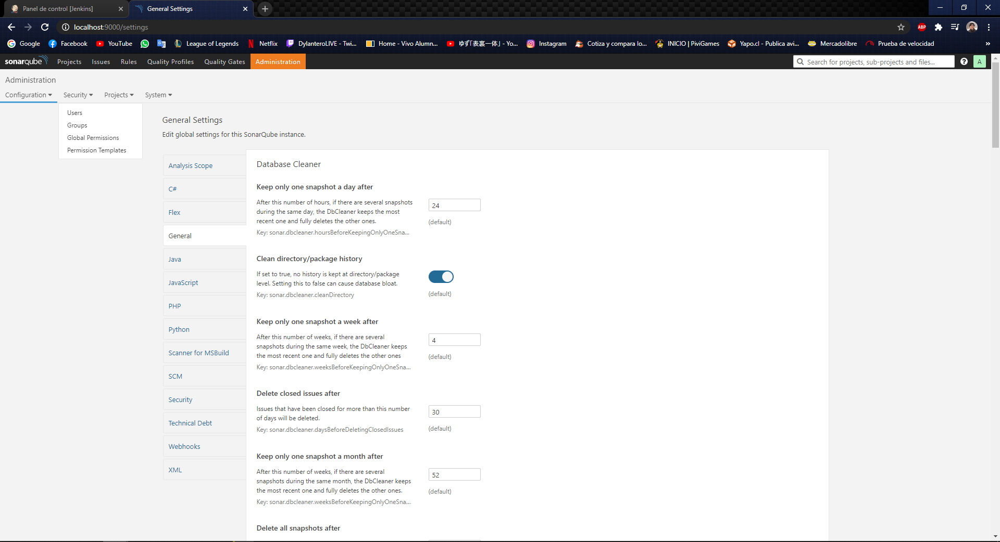 Panel de control [Jenkins]
General Settings
localhost:9000/settings
ABP
Google
Facebook
YouTube
League of Legends
Netflix
DylanteroLIVE - Twi...
Home - Vivo Alumn...
ゆず「表裏一体」 - Yo...
Instagram
Cotiza y compara lo...
INICIO | PiviGames
Yapo.cl - Publica avi...
Mercadolibre
Prueba de velocidad
»
sonarqube
Projects
Issues
Rules
Quality Profiles
Quality Gates
Administration
Search for projects, sub-projects and files...
A
Administration
Configuration
Security
Projects
System
Users
Groups
Global Permissions
Permission Templates
General Settings
Edit global settings for this SonarQube instance.
Analysis Scope
C#
Flex
General
Java
JavaScript
PHP
Python
Scanner for MSBuild
SCM
Security
Technical Debt
Webhooks
XML
Database Cleaner
Keep only one snapshot a day after
After this number of hours, if there are several snapshots
during the same day, the DbCleaner keeps the most
recent one and fully deletes the other ones.
Key: sonar.dbcleaner.hoursBeforeKeepingOnlyOneSna...
24
(default)
Clean directory/package history
If set to true, no history is kept at directory/package
level. Setting this to false can cause database bloat.
Key: sonar.dbcleaner.cleanDirectory
(default)
Keep only one snapshot a week after
After this number of weeks, if there are several
snapshots during the same week, the DbCleaner keeps
the most recent one and fully deletes the other ones
Key: sonar.dbcleaner.weeksBeforeKeepingOnlyOneSna...
4
(default)
Delete closed issues after
Issues that have been closed for more than this number
of days will be deleted.
Key: sonar.dbcleaner.daysBeforeDeletingClosedIssues
30
(default)
Keep only one snapshot a month after
After this number of weeks, if there are several
snapshots during the same month, the DbCleaner keeps
the most recent one and fully deletes the other ones.
Key: sonar.dbcleaner.weeksBeforeKeepingOnlyOneSna...
52
(default)
Delete all snapshots after